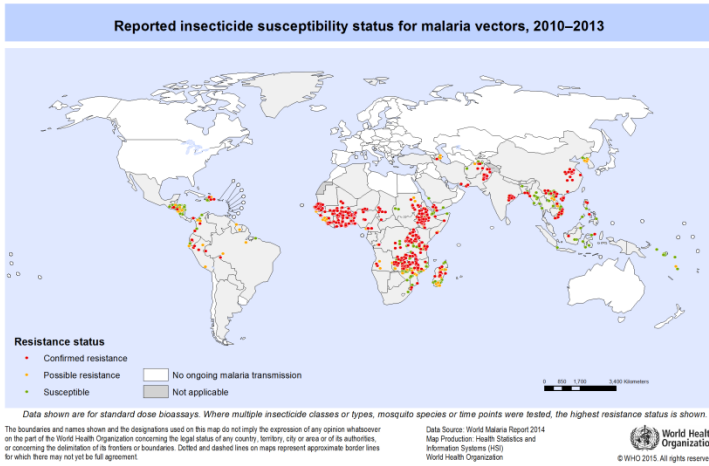 Reported insecticide susceptibility status for malaria vectors, 2010–2013
Resistance status
Confirmed resistance
Possible resistance
Susceptible
No ongoing malaria transmission
Not applicable
0 850 1,700 3,400 Kilometers
Data shown are for standard dose bioassays. Where multiple insecticide classes or types, mosquito species or time points were tested, the highest resistance status is shown.
The boundaries and names shown and the designations used on this map do not imply the expression of any opinion whatsoever
on the part of the World Health Organization concerning the legal status of any country, territory, city or area or of its authorities,
or concerning the delimitation of its frontiers or boundaries. Dotted and dashed lines on maps represent approximate border lines
for which there may not yet be full agreement.
Data Source: World Malaria Report 2014
Map Production: Health Statistics and
Information Systems (HSI)
World Health Organization
World Health
Organizatio
© WHO 2015. All rights reserve